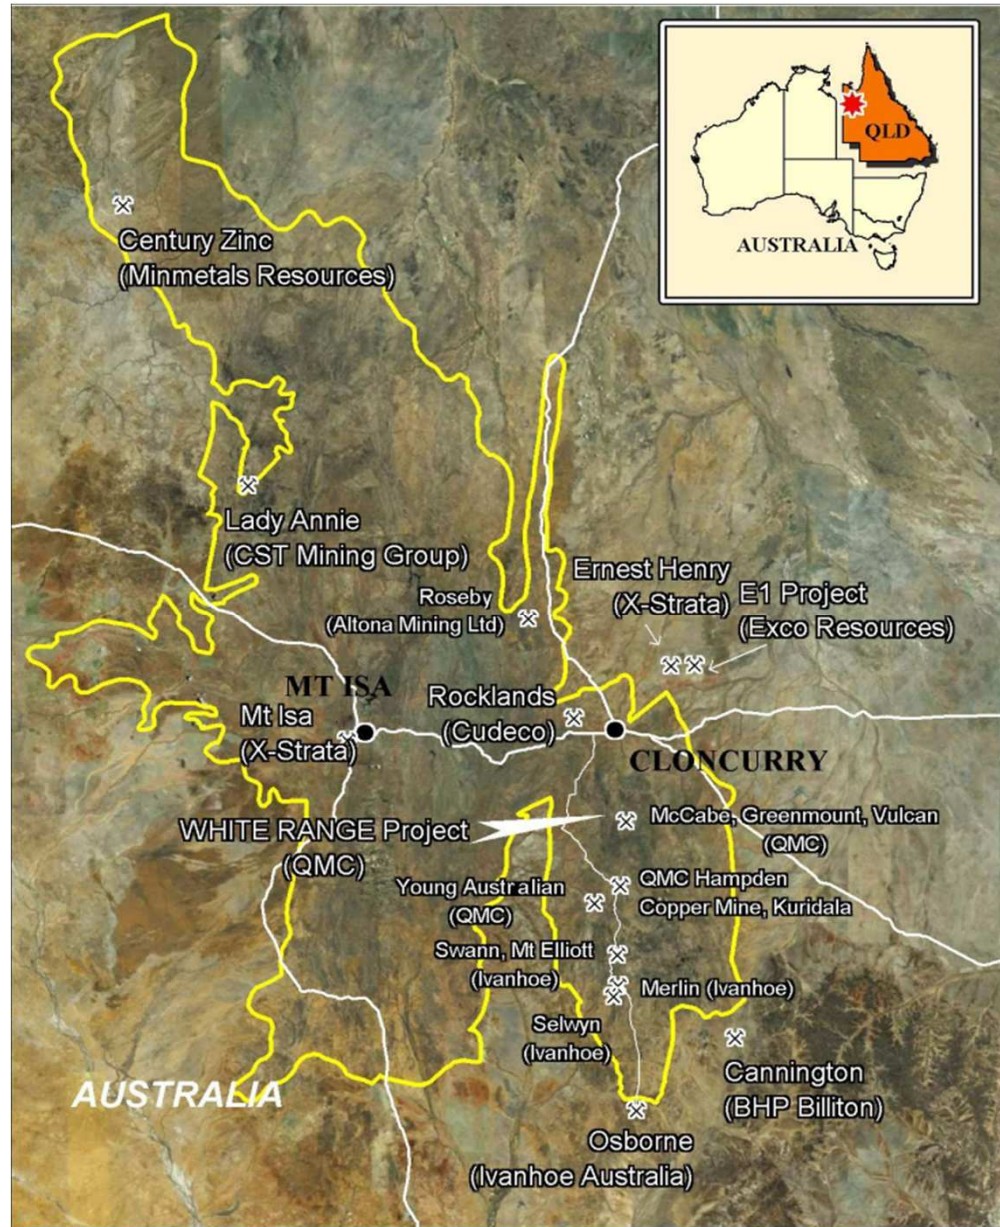 QLD
AUSTRALIA
Century Zinc
(Minmetals Resources)
Lady Annie
(CST Mining Group)
Roseby
(Altona Mining Ltd)
Ernest Henry
(X-Strata)
E1 Project
(Exco Resources)
MT ISA
Mt Isa
(X-Strata)
Rocklands
(Cudeco)
CLONCURRY
WHITE RANGE Project
(QMC)
McCabe, Greenmount, Vulcan
(QMC)
Young Australian
(QMC)
QMC Hampden
Copper Mine, Kuridala
Swann, Mt Elliott
(Ivanhoe)
Merlin (Ivanhoe)
Selwyn
(Ivanhoe)
Cannington
(BHP Billiton)
AUSTRALIA
Osborne
(Ivanhoe Australia)